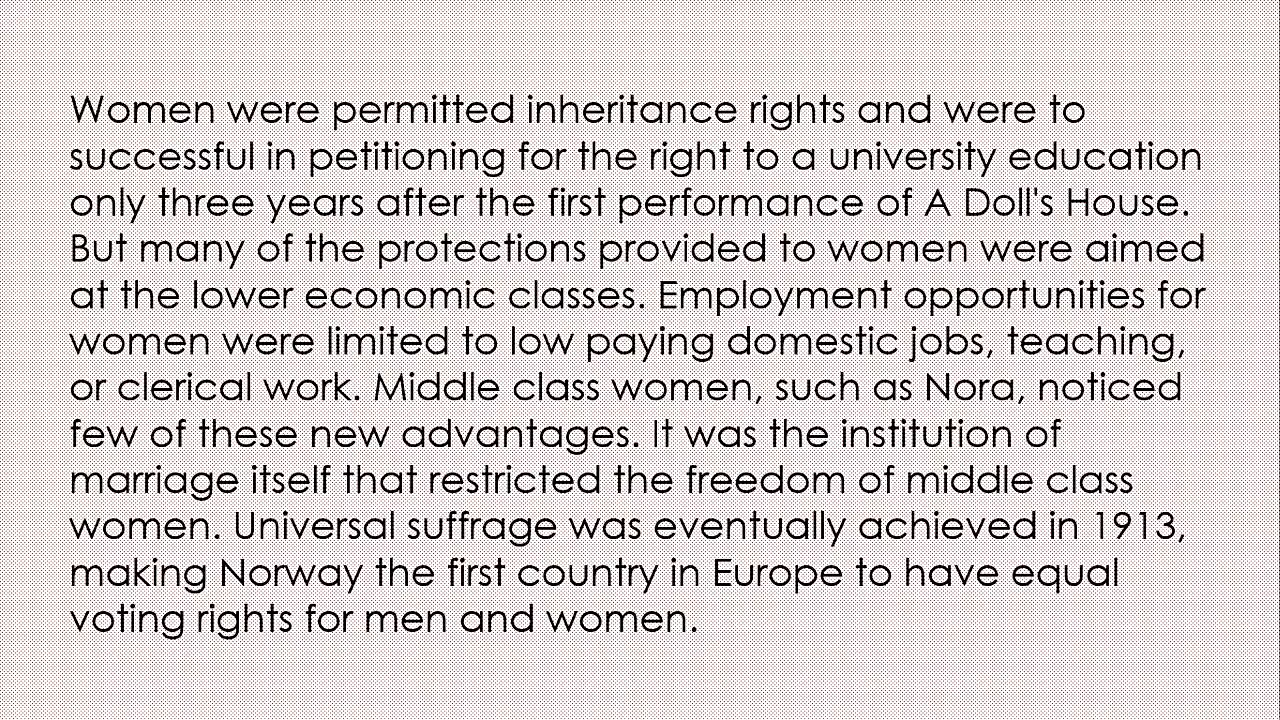 Women were permitted inheritance rights and were to
successful in petitioning for the right to a university education
only three years after the first performance of A Doll's House.
But many of the protections provided to women were aimed
at the lower economic classes. Employment opportunities for
women were limited to low paying domestic jobs, teaching,
or clerical work. Middle class women, such as Nora, noticed
few of these new advantages. It was the institution of
marriage itself that restricted the freedom of middle class
women. Universal suffrage was eventually achieved in 1913,
making Norway the first country in Europe to have equal
voting rights for men and women.